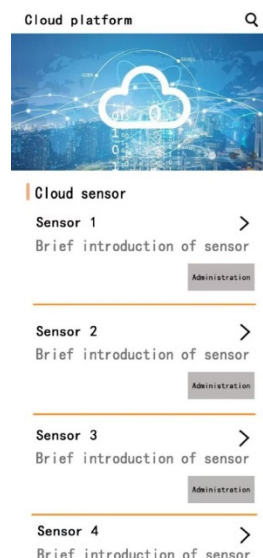 Cloud platform
Cloud sensor
Sensor 1
Brief introduction of sensor
Administration
Sensor 2
Brief introduction of sensor
Administration
Sensor 3
Brief introduction of sensor
Administration
Sensor 4
Brief introduction of sensor